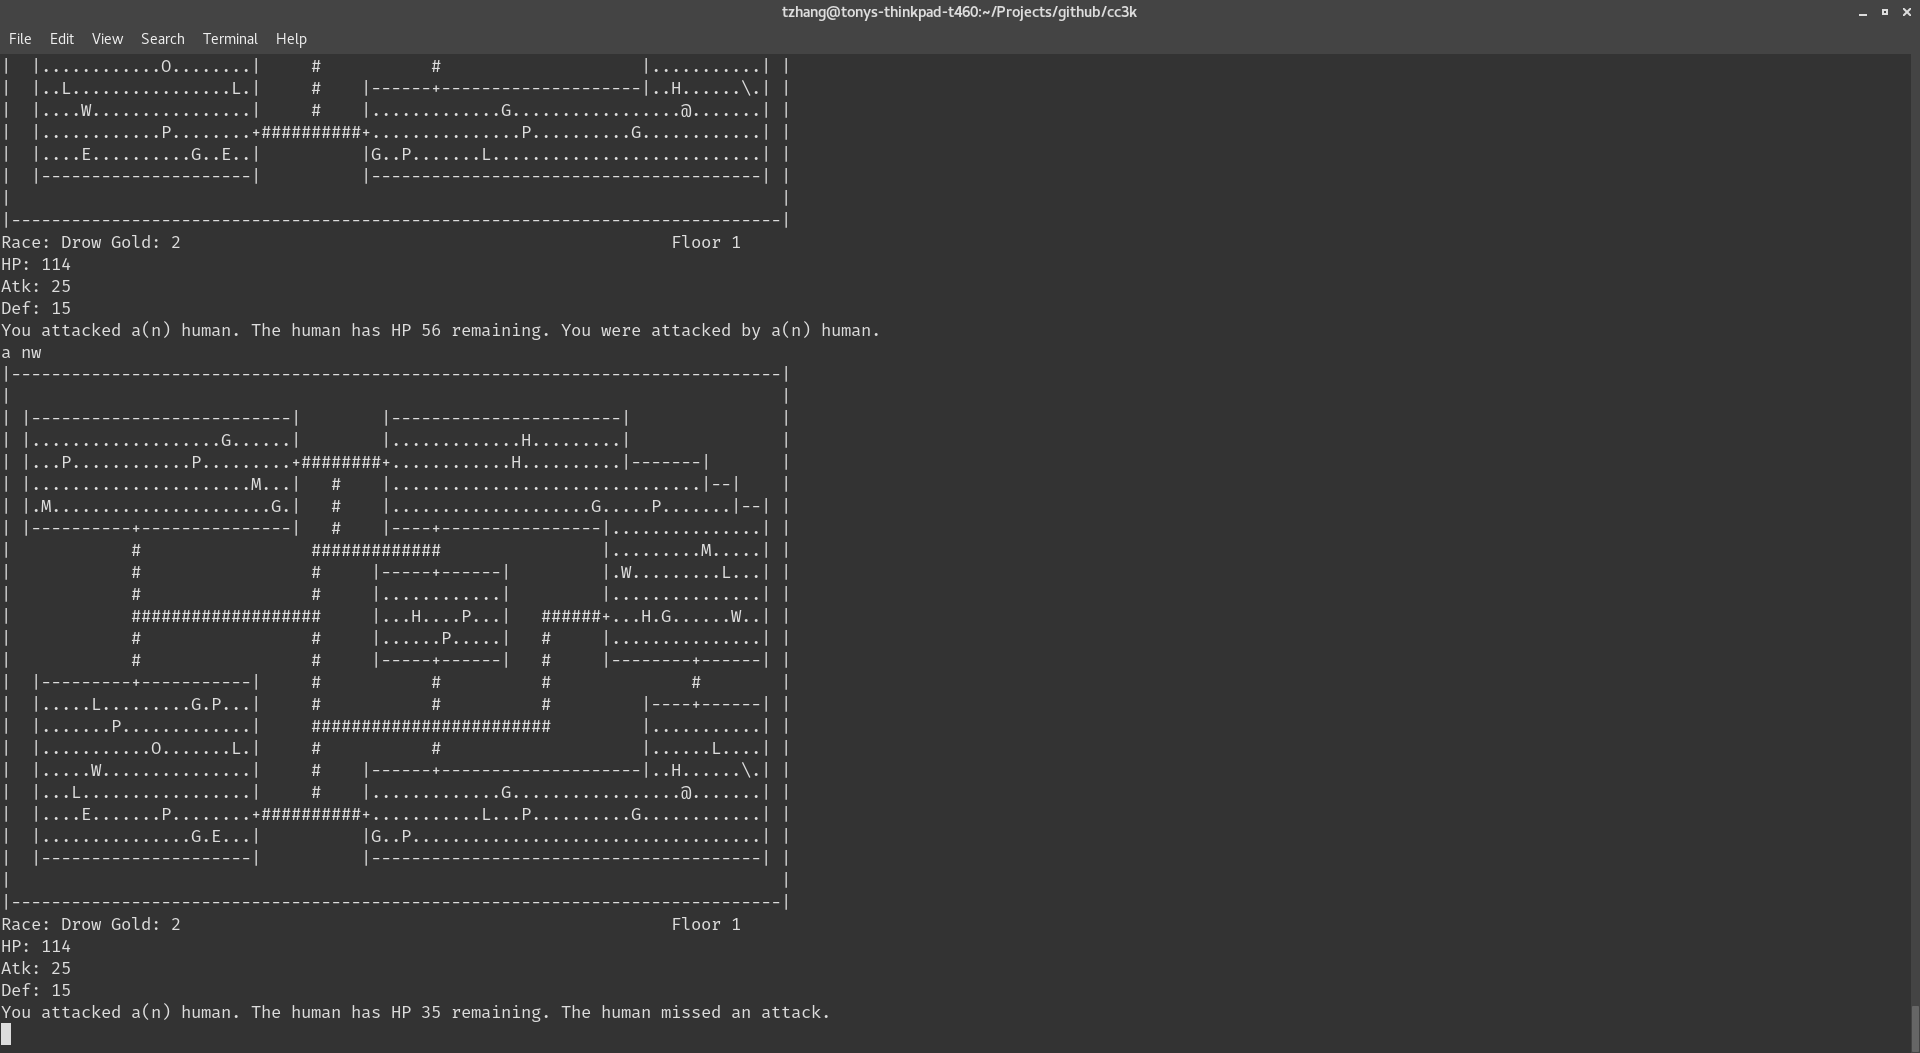 tzhang@tonys-thinkpad-t460:~/Projects/github/cc3k
File Edit View Search Terminal Help
|  |............O........|     #           #                    |...........| |
|  |..L................L.|     #    |------+--------------------|..H......\.| |
|  |....W................|     #    |.............G.................@.......| |
|  |............P........+##########+...............P..........G............| |
|  |....E..........G..E..|          |G..P.......L...........................| |
|  |---------------------|          |---------------------------------------| |
|                                                                             |
|-----------------------------------------------------------------------------|
Race: Drow Gold: 2                                                 Floor 1
HP: 114
Atk: 25
Def: 15
You attacked a(n) human. The human has HP 56 remaining. You were attacked by a(n) human.
a nw
|-----------------------------------------------------------------------------|
|                                                                             |
| |--------------------------|        |-----------------------|               |
| |...................G......|        |.............H.........|               |
| |...P............P.........+########+............H..........|-------|       |
| |......................M...|   #    |...............................|--|    |
| |.M......................G.|   #    |....................G.....P.......|--| |
| |----------+---------------|   #    |----+----------------|...............| |
|            #                 #############                |.........M.....| |
|            #                 #     |-----+------|         |.W.........L...| |
|            #                 #     |............|         |...............| |
|            ###################     |...H....P...|   ######+...H.G......W..| |
|            #                 #     |......P.....|   #     |...............| |
|            #                 #     |-----+------|   #     |--------+------| |
|  |---------+-----------|     #           #          #              #        |
|  |.....L.........G.P...|     #           #          #         |----+------| |
|  |.......P.............|     ########################         |...........| |
|  |...........O.......L.|     #           #                    |......L....| |
|  |.....W...............|     #    |------+--------------------|..H......\.| |
|  |...L.................|     #    |.............G.................@.......| |
|  |....E.......P........+##########+...........L...P..........G............| |
|  |...............G.E...|          |G..P...................................| |
|  |---------------------|          |---------------------------------------| |
|                                                                             |
|-----------------------------------------------------------------------------|
Race: Drow Gold: 2                                                 Floor 1
HP: 114
Atk: 25
Def: 15
You attacked a(n) human. The human has HP 35 remaining. The human missed an attack.